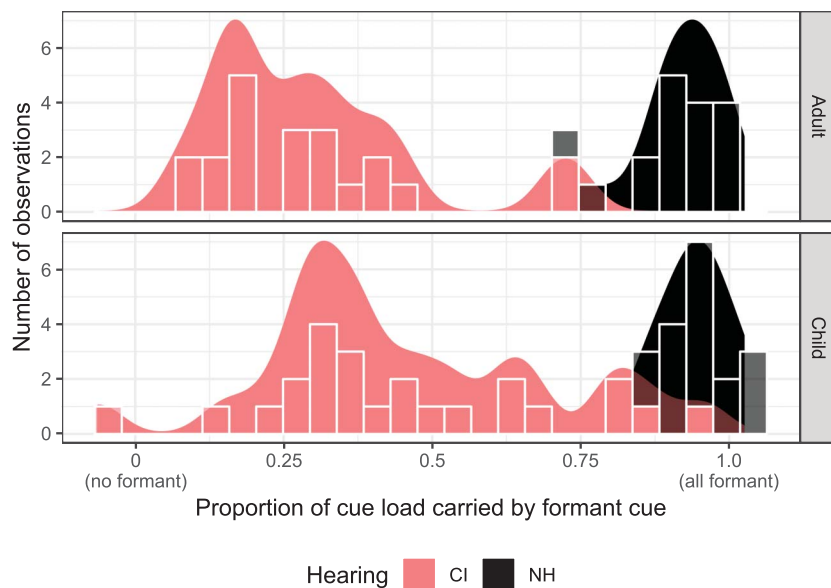 Number of observations
6
4
2
0
Adult
6
4
2
0
Child
0 0.25 0.5 0.75 1.0
(no formant) (all formant)
Proportion of cue load carried by formant cue
Hearing CI NH